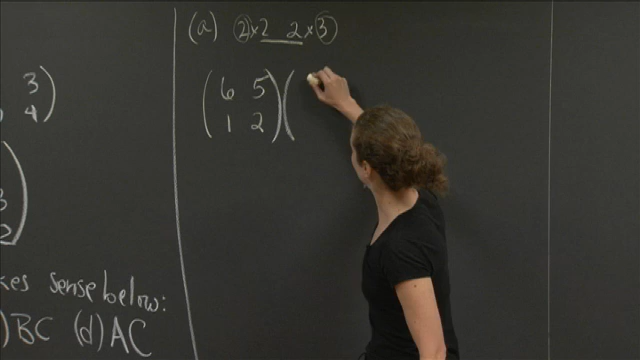 (a) 2×2 2×3
3
4
(6 5
1 2)(
3
2
kes sense below:
)BC (d) AC